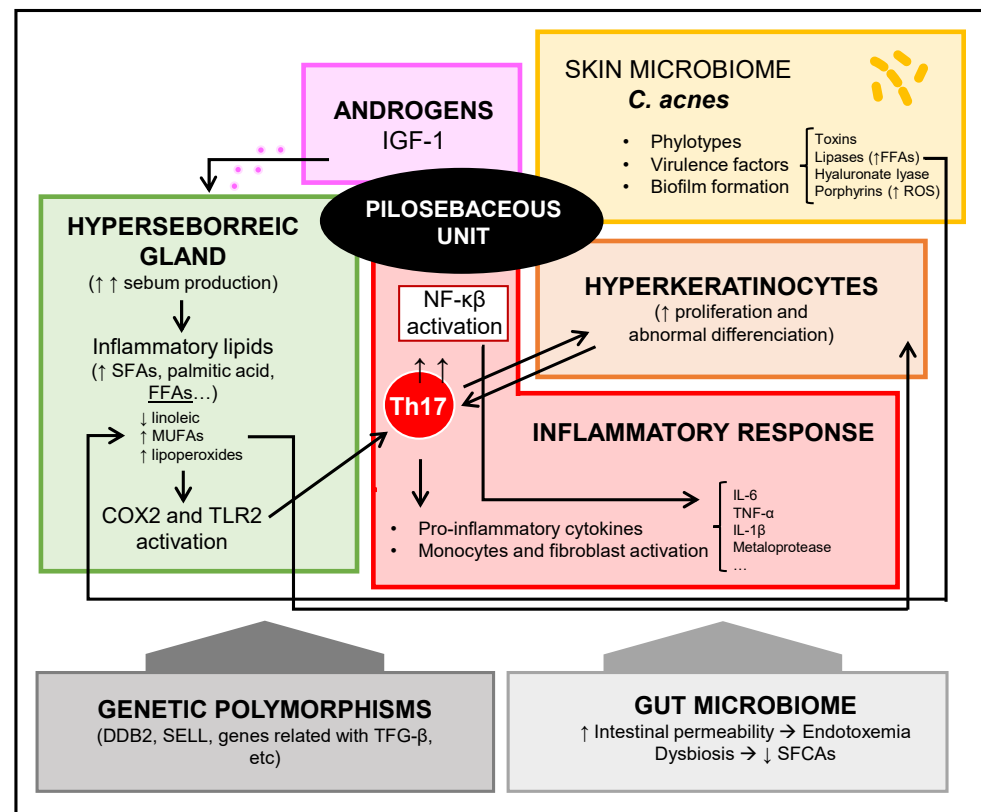 SKIN MICROBIOME
C. acnes
• Phylotypes
• Virulence factors
• Biofilm formation
Toxins
Lipases (↑FFAs)
Hyaluronate lyase
Porphyrins (↑ ROS)
ANDROGENS
IGF-1
PILOSEBACEOUS
UNIT
HYPERSEBORREIC
GLAND
(↑ ↑ sebum production)
Inflammatory lipids
(↑ SFAs, palmitic acid,
FFAs…)
↓ linoleic
↑ MUFAs
↑ lipoperoxides
COX2 and TLR2
activation
NF-κβ
activation
↑ ↑
Th17
HYPERKERATINOCYTES
(↑ proliferation and
abnormal differenciation)
INFLAMMATORY RESPONSE
• Pro-inflammatory cytokines
• Monocytes and fibroblast activation
IL-6
TNF-α
IL-1β
Metaloprotease
…
GENETIC POLYMORPHISMS
(DDB2, SELL, genes related with TFG-β,
etc)
GUT MICROBIOME
↑ Intestinal permeability → Endotoxemia
Dysbiosis → ↓ SFCAs